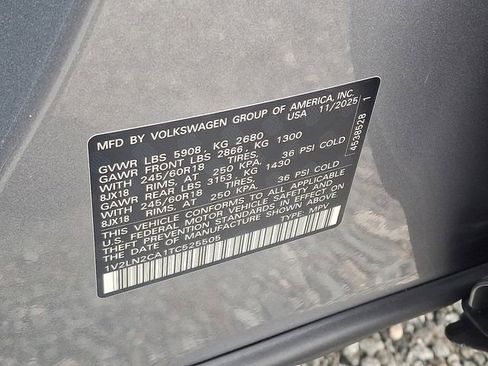 MFD BY VOLKSWAGEN GROUP OF AMERICA, INC.
USA 11/2025
GVWR LBS 5908, KG 2680
GAWR FRONT LBS 2866, KG 1300
WITH 245/60R18 TIRES,
8JX18 RIMS, AT 250 KPA. 36 PSI COLD
GAWR REAR LBS 3153, KG 1430
WITH 245/60R18 TIRES,
8JX18 RIMS, AT 250 KPA. 36 PSI COLD
THIS VEHICLE CONFORMS TO ALL APPLICABLE
U.S. FEDERAL MOTOR VEHICLE SAFETY AND
THEFT PREVENTION STANDARDS IN EFFECT ON
THE DATE OF MANUFACTURE SHOWN ABOVE.
TYPE: MPV
1V2LN2CA1TC525505
4538528 1